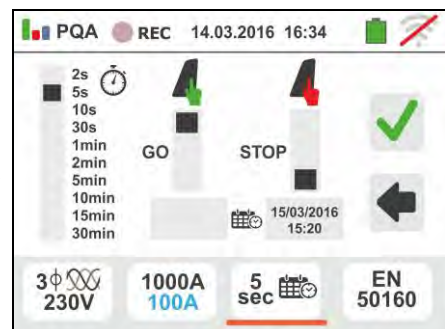 PQA REC 14.03.2016 16:34
2s
5s
10s
30s
1min
2min
5min
10min
15min
30min
GO
STOP
15/03/2016
15:20
3ϕ
230V
1000A
100A
5
sec
EN
50160